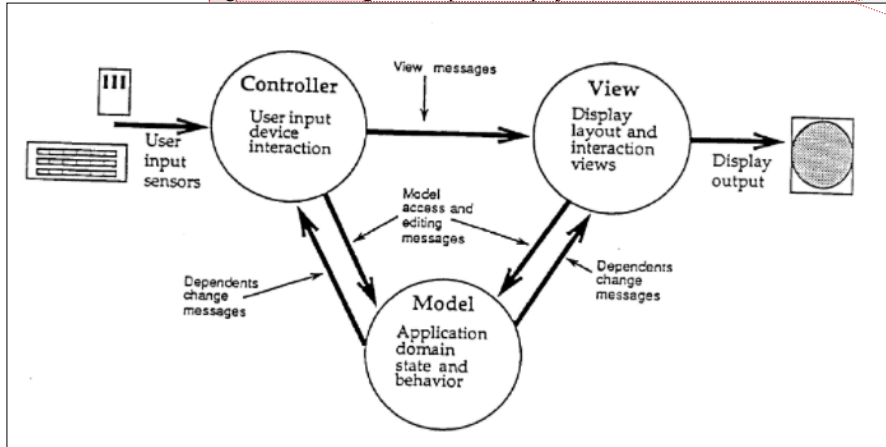 Controller
User input
device
interaction
View messages
View
Display
layout and
interaction
views
User
input
sensors
Display
output
Model
access and
editing
messages
Dependents
change
messages
Dependents
change
messages
Model
Application
domain
state and
behavior